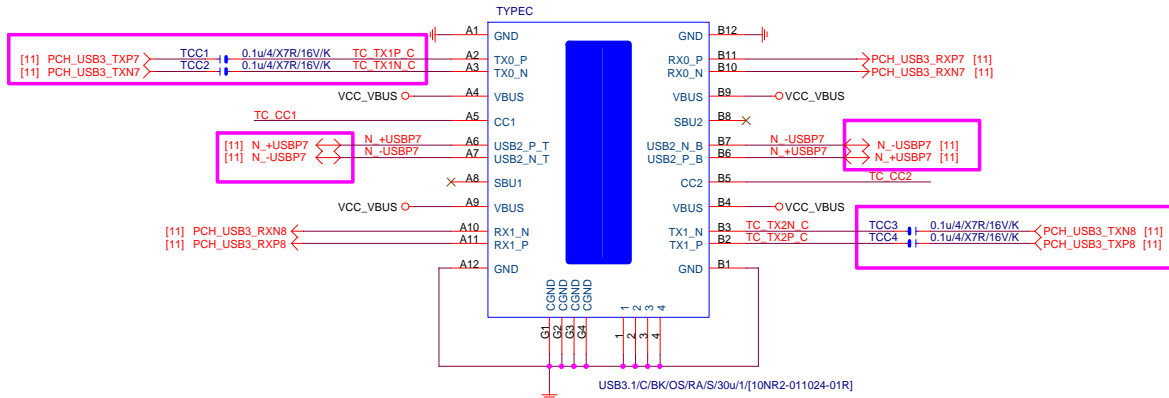 TYPEC
A1 GND GND B12
[11] PCH_USB3_TXP7 TCC1 0.1u/4/X7R/16V/K TC_TX1P_C A2 TX0_P RX0_P B11 PCH_USB3_RXP7 [11]
[11] PCH_USB3_TXN7 TCC2 0.1u/4/X7R/16V/K TC_TX1N_C A3 TX0_N RX0_N B10 PCH_USB3_RXN7 [11]
VCC_VBUS A4 VBUS VBUS B9 VCC_VBUS
TC_CC1 A5 CC1 SBU2 B8
[11] N_+USBP7 N_+USBP7 A6 USB2_P_T USB2_N_B B7 N_-USBP7 N_-USBP7 [11]
[11] N_-USBP7 N_-USBP7 A7 USB2_N_T USB2_P_B B6 N_+USBP7 N_+USBP7 [11]
A8 SBU1 CC2 B5 TC_CC2
VCC_VBUS A9 VBUS VBUS B4 VCC_VBUS
[11] PCH_USB3_RXN8 A10 RX1_N TX1_N B3 TC_TX2N_C TCC3 0.1u/4/X7R/16V/K PCH_USB3_TXN8 [11]
[11] PCH_USB3_RXP8 A11 RX1_P TX1_P B2 TC_TX2P_C TCC4 0.1u/4/X7R/16V/K PCH_USB3_TXP8 [11]
A12 GND GND B1
CGND CGND CGND CGND 1 2 3 4
G1 G2 G3 G4 1 2 3 4
USB3.1/C/BK/OS/RA/S/30u/1/[10NR2-011024-01R]